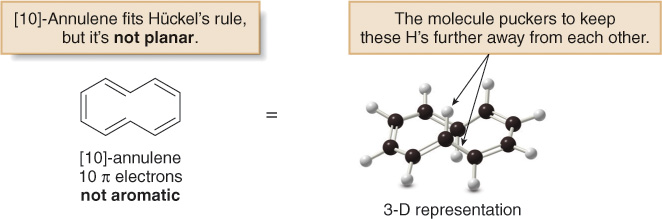 [10]-Annulene fits Hückel's rule,
but it's not planar.
The molecule puckers to keep
these H's further away from each other.
=
[10]-annulene
10 π electrons
not aromatic
3-D representation